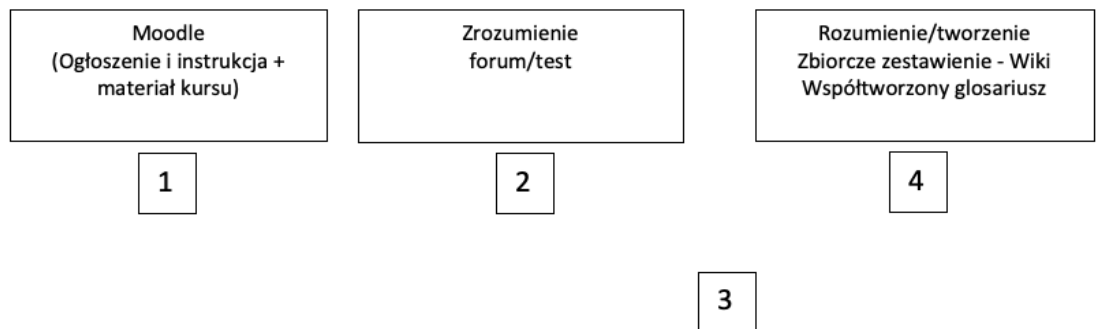 Moodle
(Ogłoszenie i instrukcja +
materiał kursu)
1
Zrozumienie
forum/test
2
Rozumienie/tworzenie
Zbiorcze zestawienie - Wiki
Współtworzony glosariusz
4
3